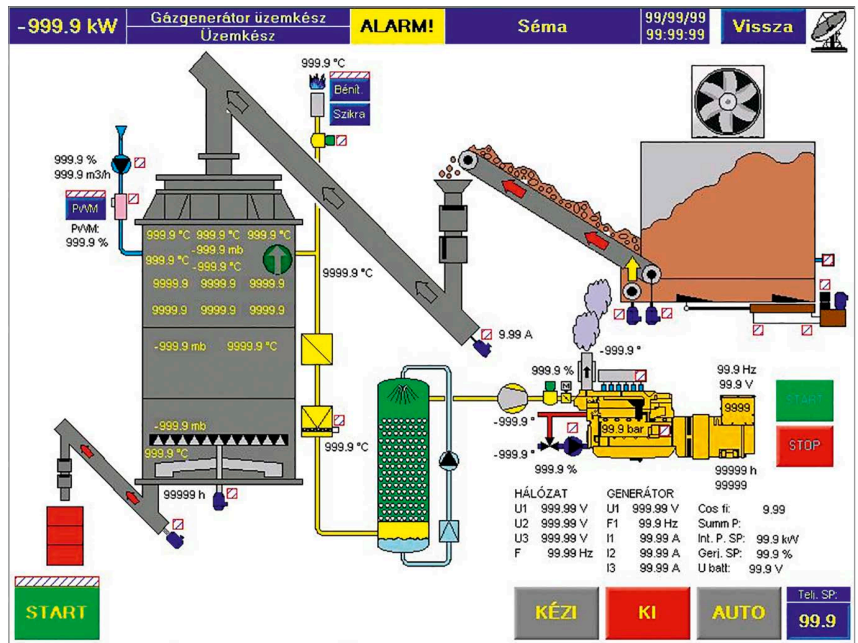 -999.9 kW
Gázgenerátor üzemkész
Üzemkész
ALARM!
Séma
99/99/99
99:99:99
Vissza
999.9 °C
Bénit.
Szikra
999.9 %
999.9 m3/h
PWM
PWM:
999.9 %
999.9 °C 999.9 °C 999.9 °C
-999.9 mb
999.9 °C
-999.9 °C
9999.9 9999.9 9999.9
9999.9 9999.9 9999.9
9999.9 °C
-999.9 mb 9999.9 °C
9.99 A
-999.9 °
999.9 %
99.9 Hz
99.9 V
START
9999
-999.9 °
99.9 bar
STOP
-999.9 mb
999.9 °C
999.9 °C
-999.9 °
999.9 %
99999 h
99999 h
99999
HÁLÓZAT GENERÁTOR
U1 999.99 V U1 999.99 V Cos fi: 9.99
U2 999.99 V F1 99.9 Hz Summ P:
U3 999.99 V I1 99.99 A Int. P. SP: 99.9 kW
F 99.99 Hz I2 99.99 A Gerj. SP: 99.9 %
I3 99.99 A U batt: 99.9 V
M
START
KÉZI
KI
AUTO
Telj. SP:
99.9